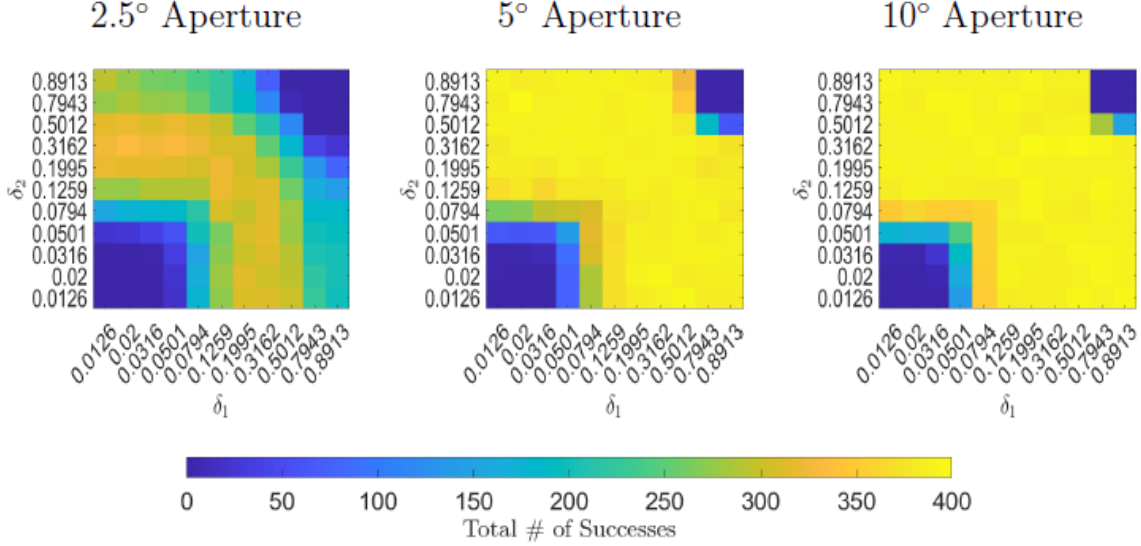 2.5° Aperture 5° Aperture 10° Aperture
0.8913 0.8913 0.8913
0.7943 0.7943 0.7943
0.5012 0.5012 0.5012
0.3162 0.3162 0.3162
0.1995 0.1995 0.1995
0.1259 0.1259 0.1259
δ₂ δ₂ δ₂
0.0794 0.0794 0.0794
0.0501 0.0501 0.0501
0.0316 0.0316 0.0316
0.02 0.02 0.02
0.0126 0.0126 0.0126
0.0126 0.02 0.0316 0.0501 0.0794 0.1259 0.1995 0.3162 0.5012 0.7943 0.8913 0.0126 0.02 0.0316 0.0501 0.0794 0.1259 0.1995 0.3162 0.5012 0.7943 0.8913 0.0126 0.02 0.0316 0.0501 0.0794 0.1259 0.1995 0.3162 0.5012 0.7943 0.8913
δ₁ δ₁ δ₁
0 50 100 150 200 250 300 350 400
Total # of Successes